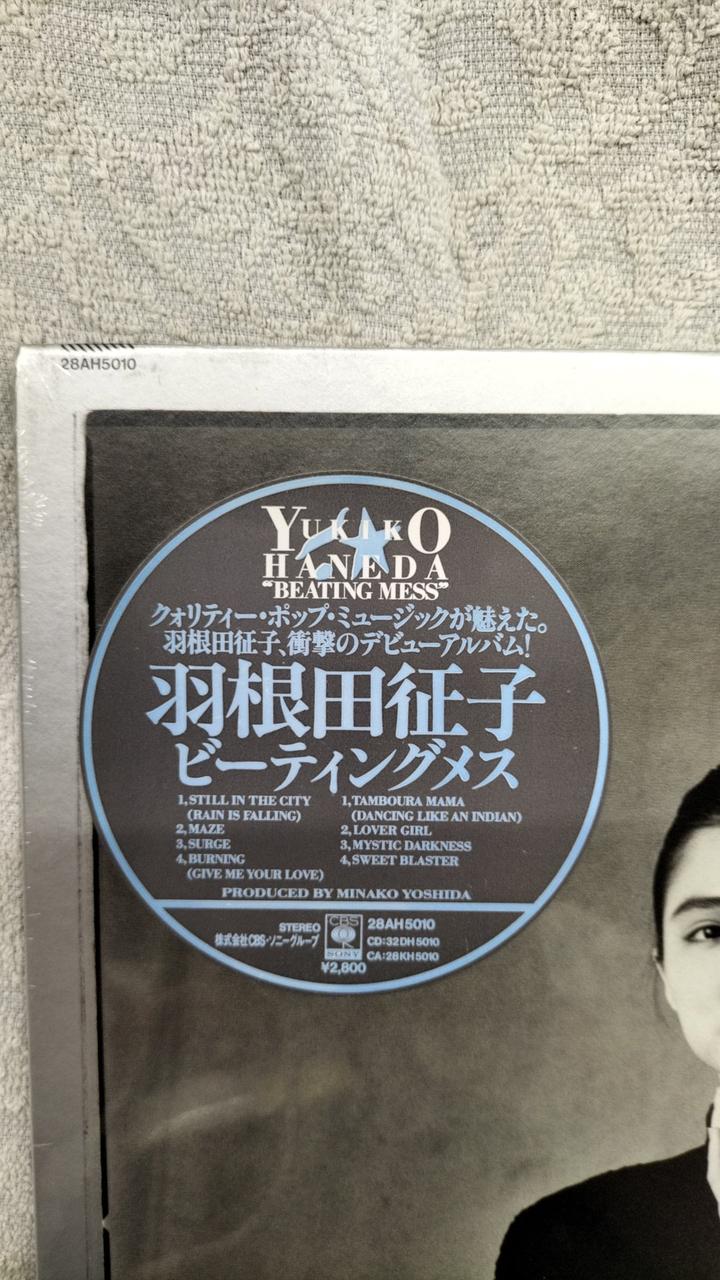 28AH5010
YUKIKO
HANEDA
"BEATING MESS"
クォリティー・ポップ・ミュージックが魅えた。
羽根田征子、衝撃のデビューアルバム!
羽根田征子
ビーティングメス
1,STILL IN THE CITY
(RAIN IS FALLING)
2,MAZE
3,SURGE
4,BURNING
(GIVE ME YOUR LOVE)
1,TAMBOURA MAMA
(DANCING LIKE AN INDIAN)
2,LOVER GIRL
3,MYSTIC DARKNESS
4,SWEET BLASTER
PRODUCED BY MINAKO YOSHIDA
STEREO
株式会社CBS・ソニーグループ
CBS
SONY
¥2,800
28AH5010
CD:32DH5010
CA:28KH5010